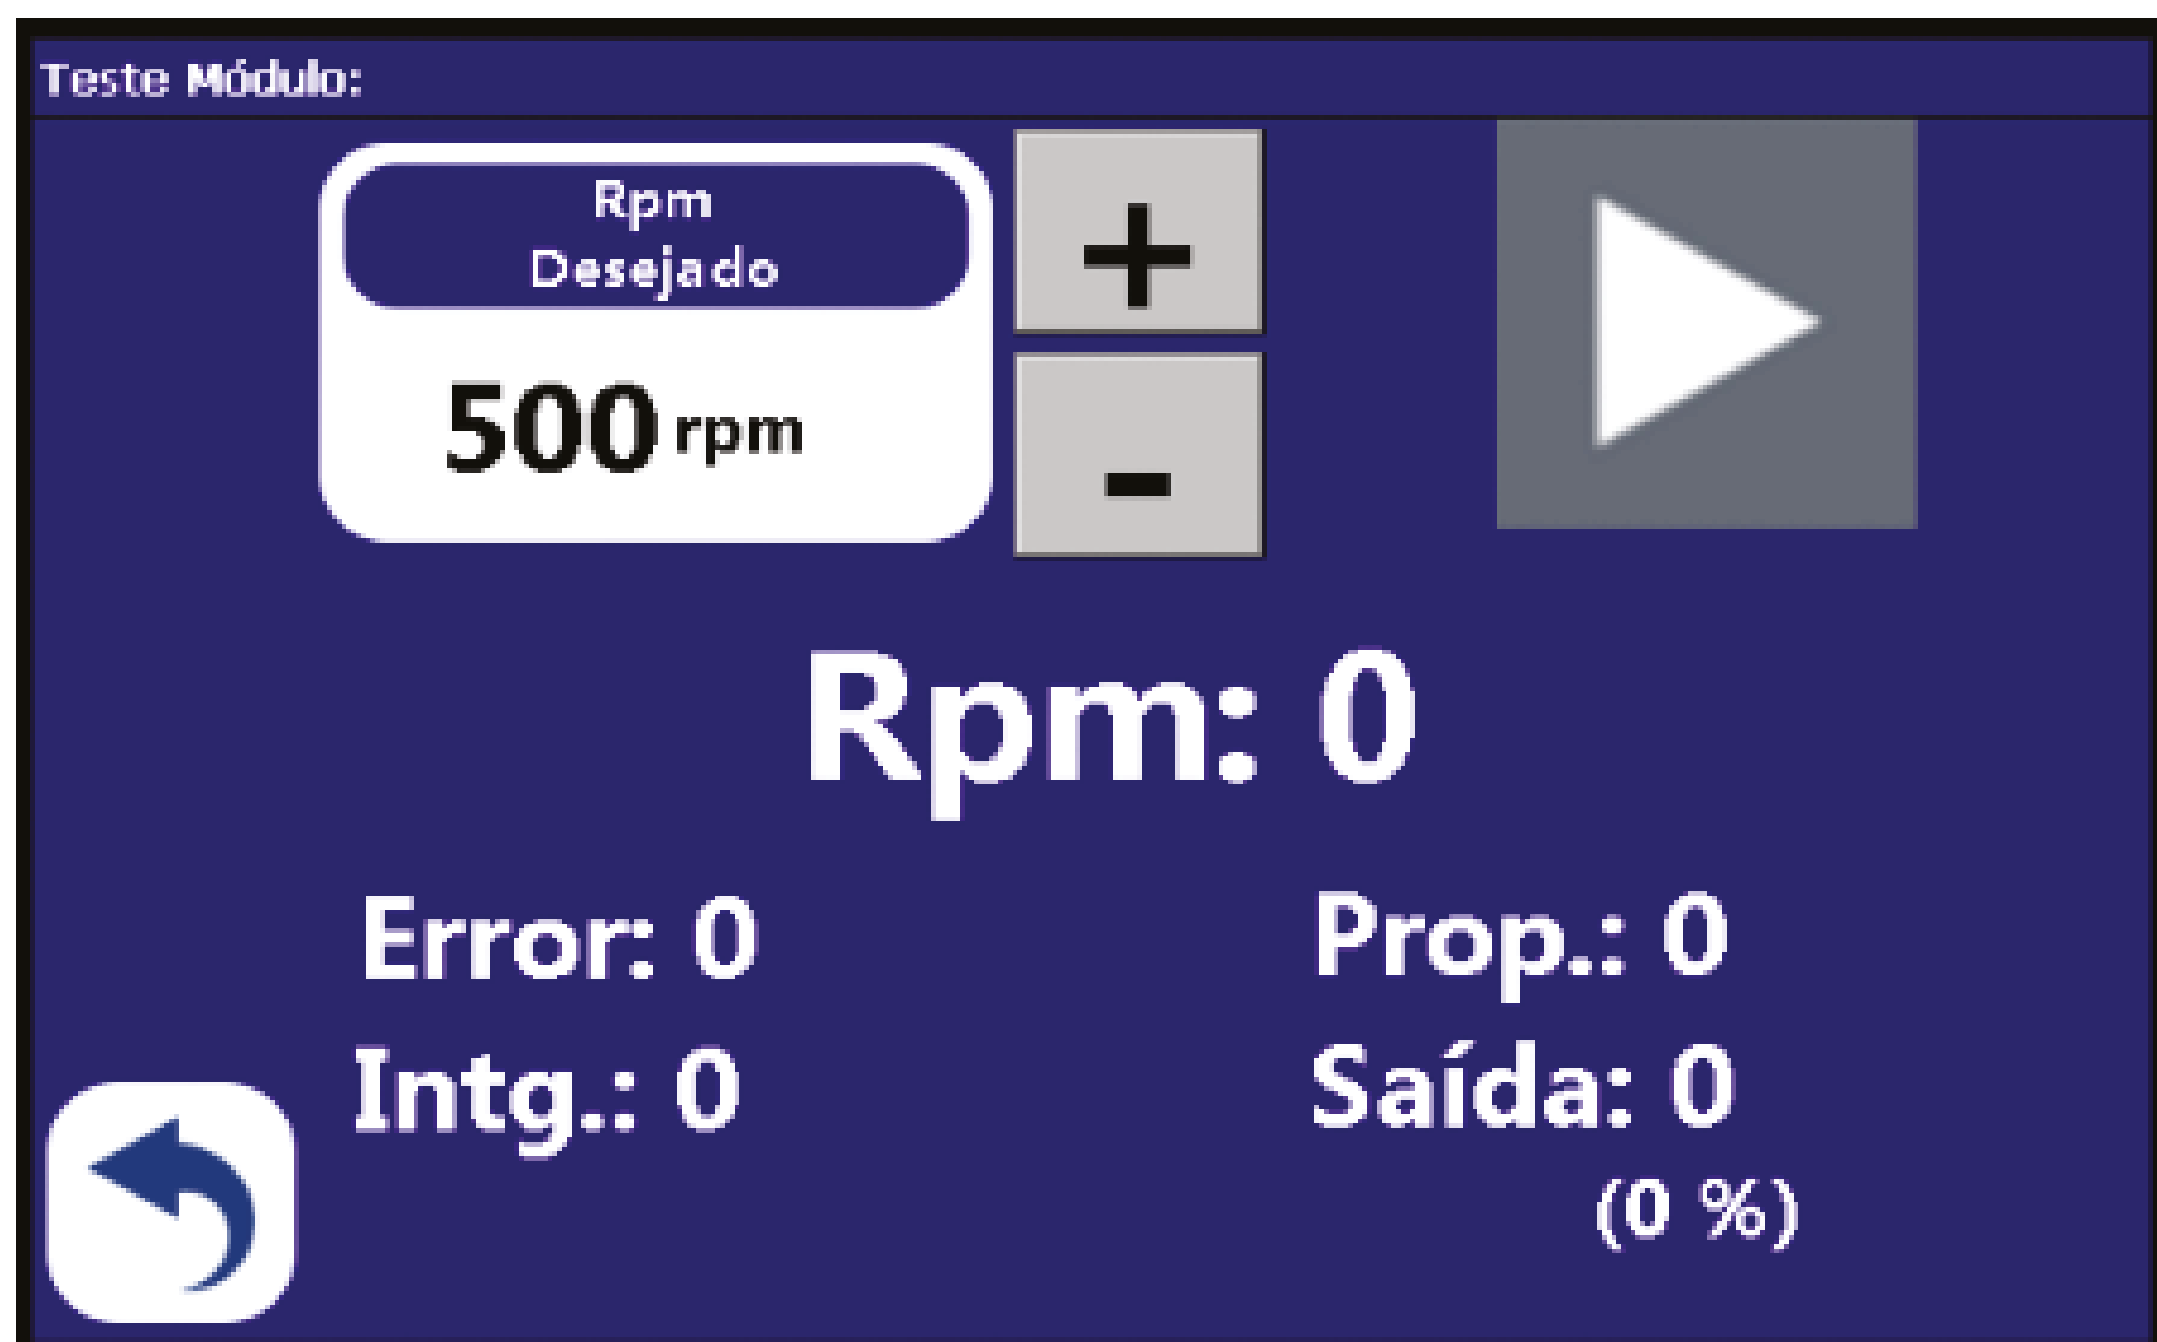 Teste Módulo:
Rpm
Desejado
+
500 rpm
-
Rpm: 0
Error: 0
Prop.: 0
Intg.: 0
Saída: 0
(0 %)